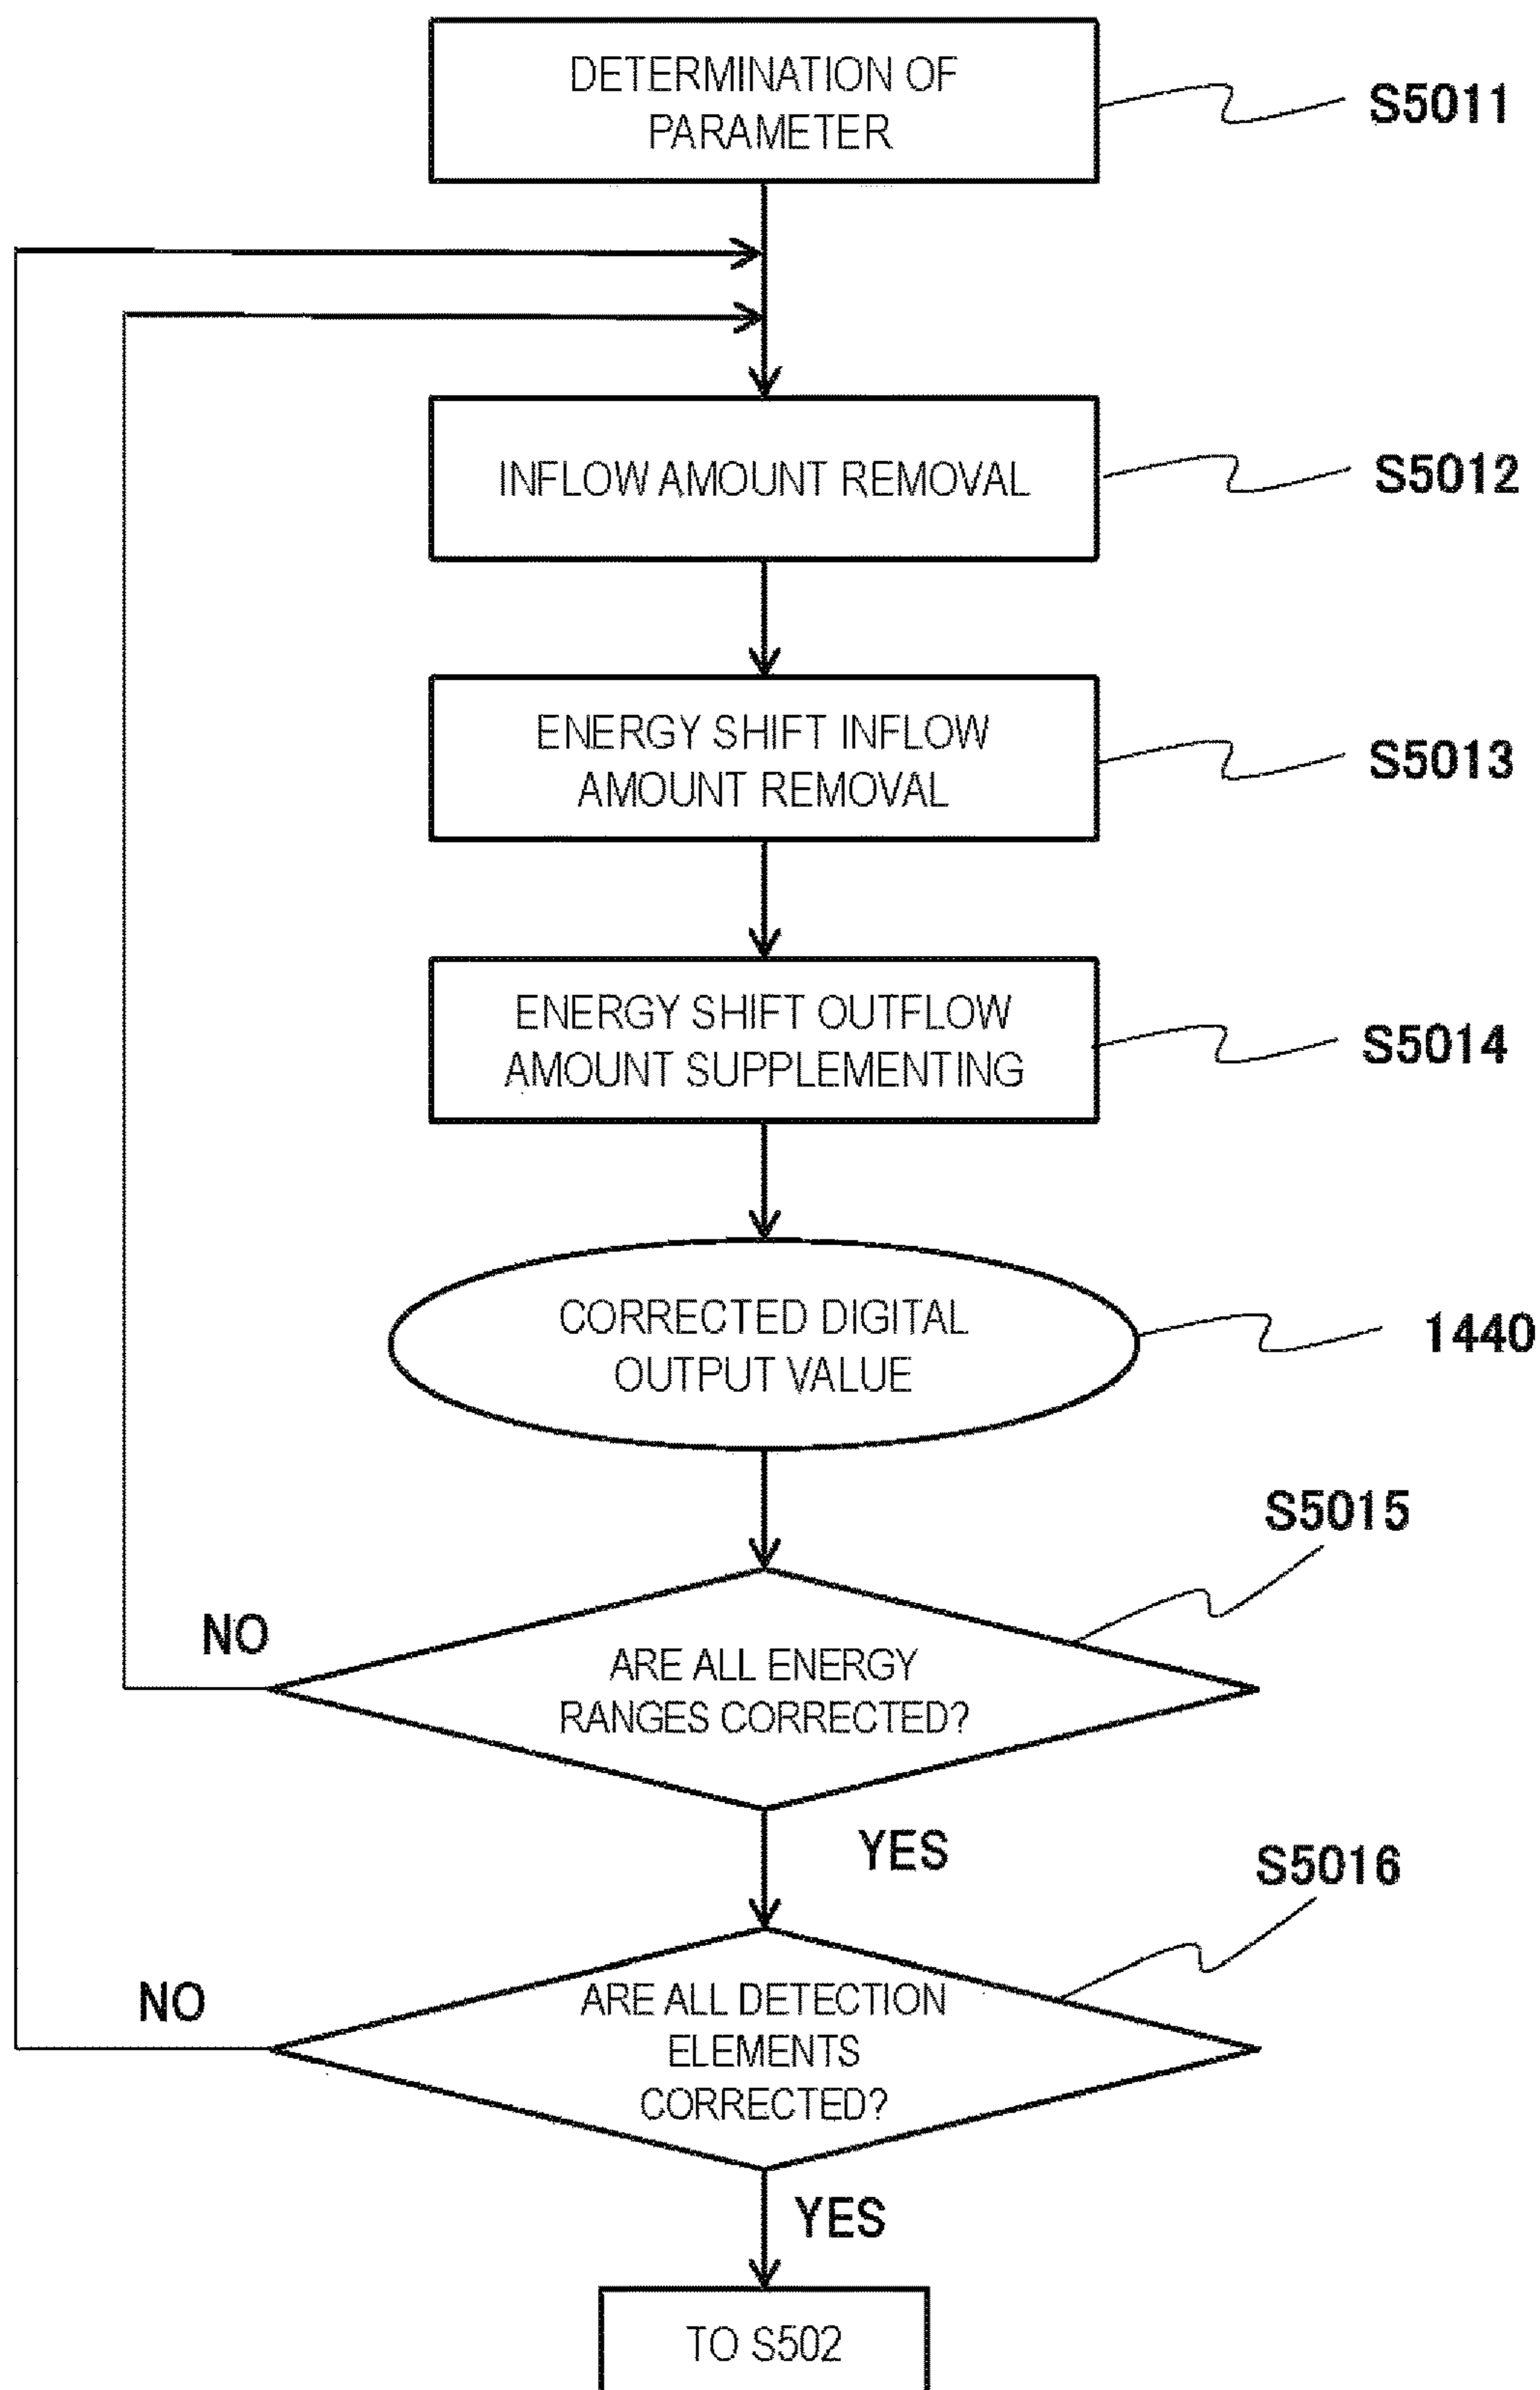 DETERMINATION OF
PARAMETER
S5011
INFLOW AMOUNT REMOVAL
S5012
ENERGY SHIFT INFLOW
AMOUNT REMOVAL
S5013
ENERGY SHIFT OUTFLOW
AMOUNT SUPPLEMENTING
S5014
CORRECTED DIGITAL
OUTPUT VALUE
1440
S5015
NO
ARE ALL ENERGY
RANGES CORRECTED?
YES
S5016
NO
ARE ALL DETECTION
ELEMENTS
CORRECTED?
YES
TO S502